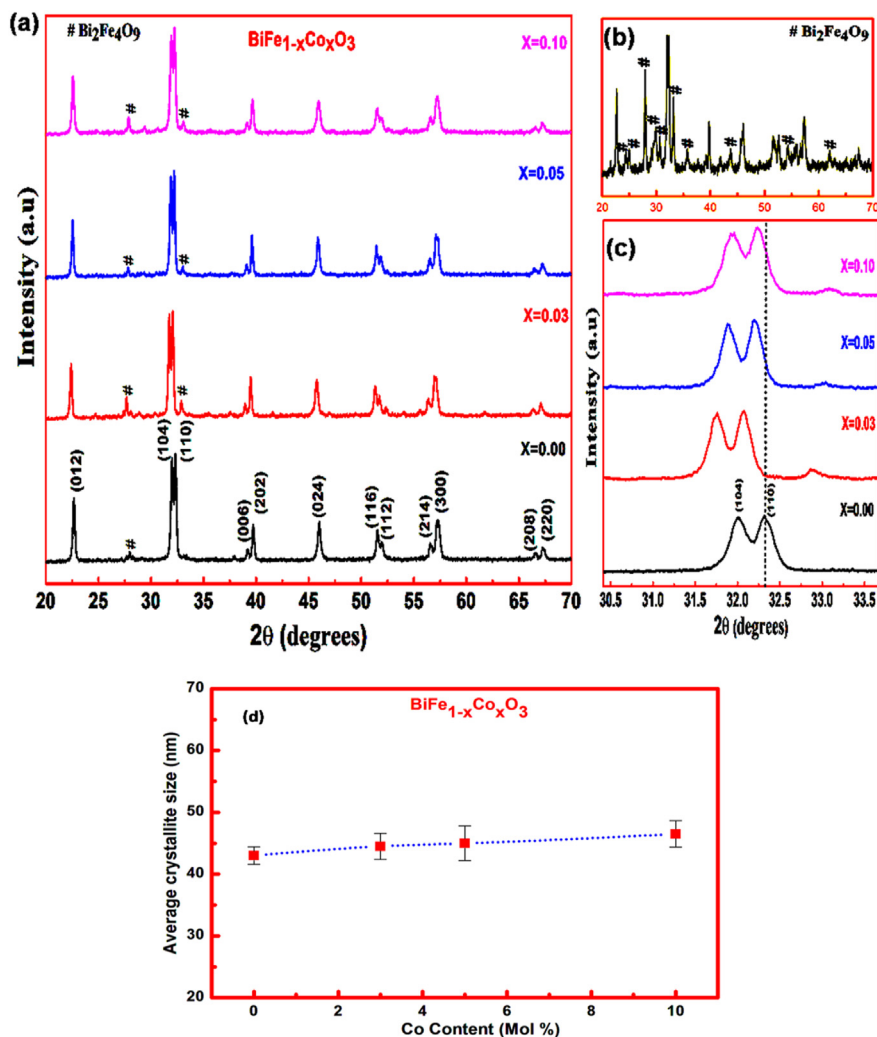 (a)
# Bi2Fe4O9
BiFe1-xCoxO3
X=0.10
#
#
X=0.05
#
#
X=0.03
#
#
X=0.00
(012)
#
(104)
(110)
(006)
(202)
(024)
(116)
(112)
(214)
(300)
(208)
(220)
Intensity (a.u)
20 25 30 35 40 45 50 55 60 65 70
2θ (degrees)
(b)
# Bi2Fe4O9
# # # # # # # # # # #
20 30 40 50 60 70
(c)
X=0.10
X=0.05
X=0.03
X=0.00
(104)
(110)
Intensity (a.u)
30.5 31.0 31.5 32.0 32.5 33.0 33.5
2θ (degrees)
(d)
BiFe1-xCoxO3
Average crystallite size (nm)
70
60
50
40
30
20
0 2 4 6 8 10
Co Content (Mol %)